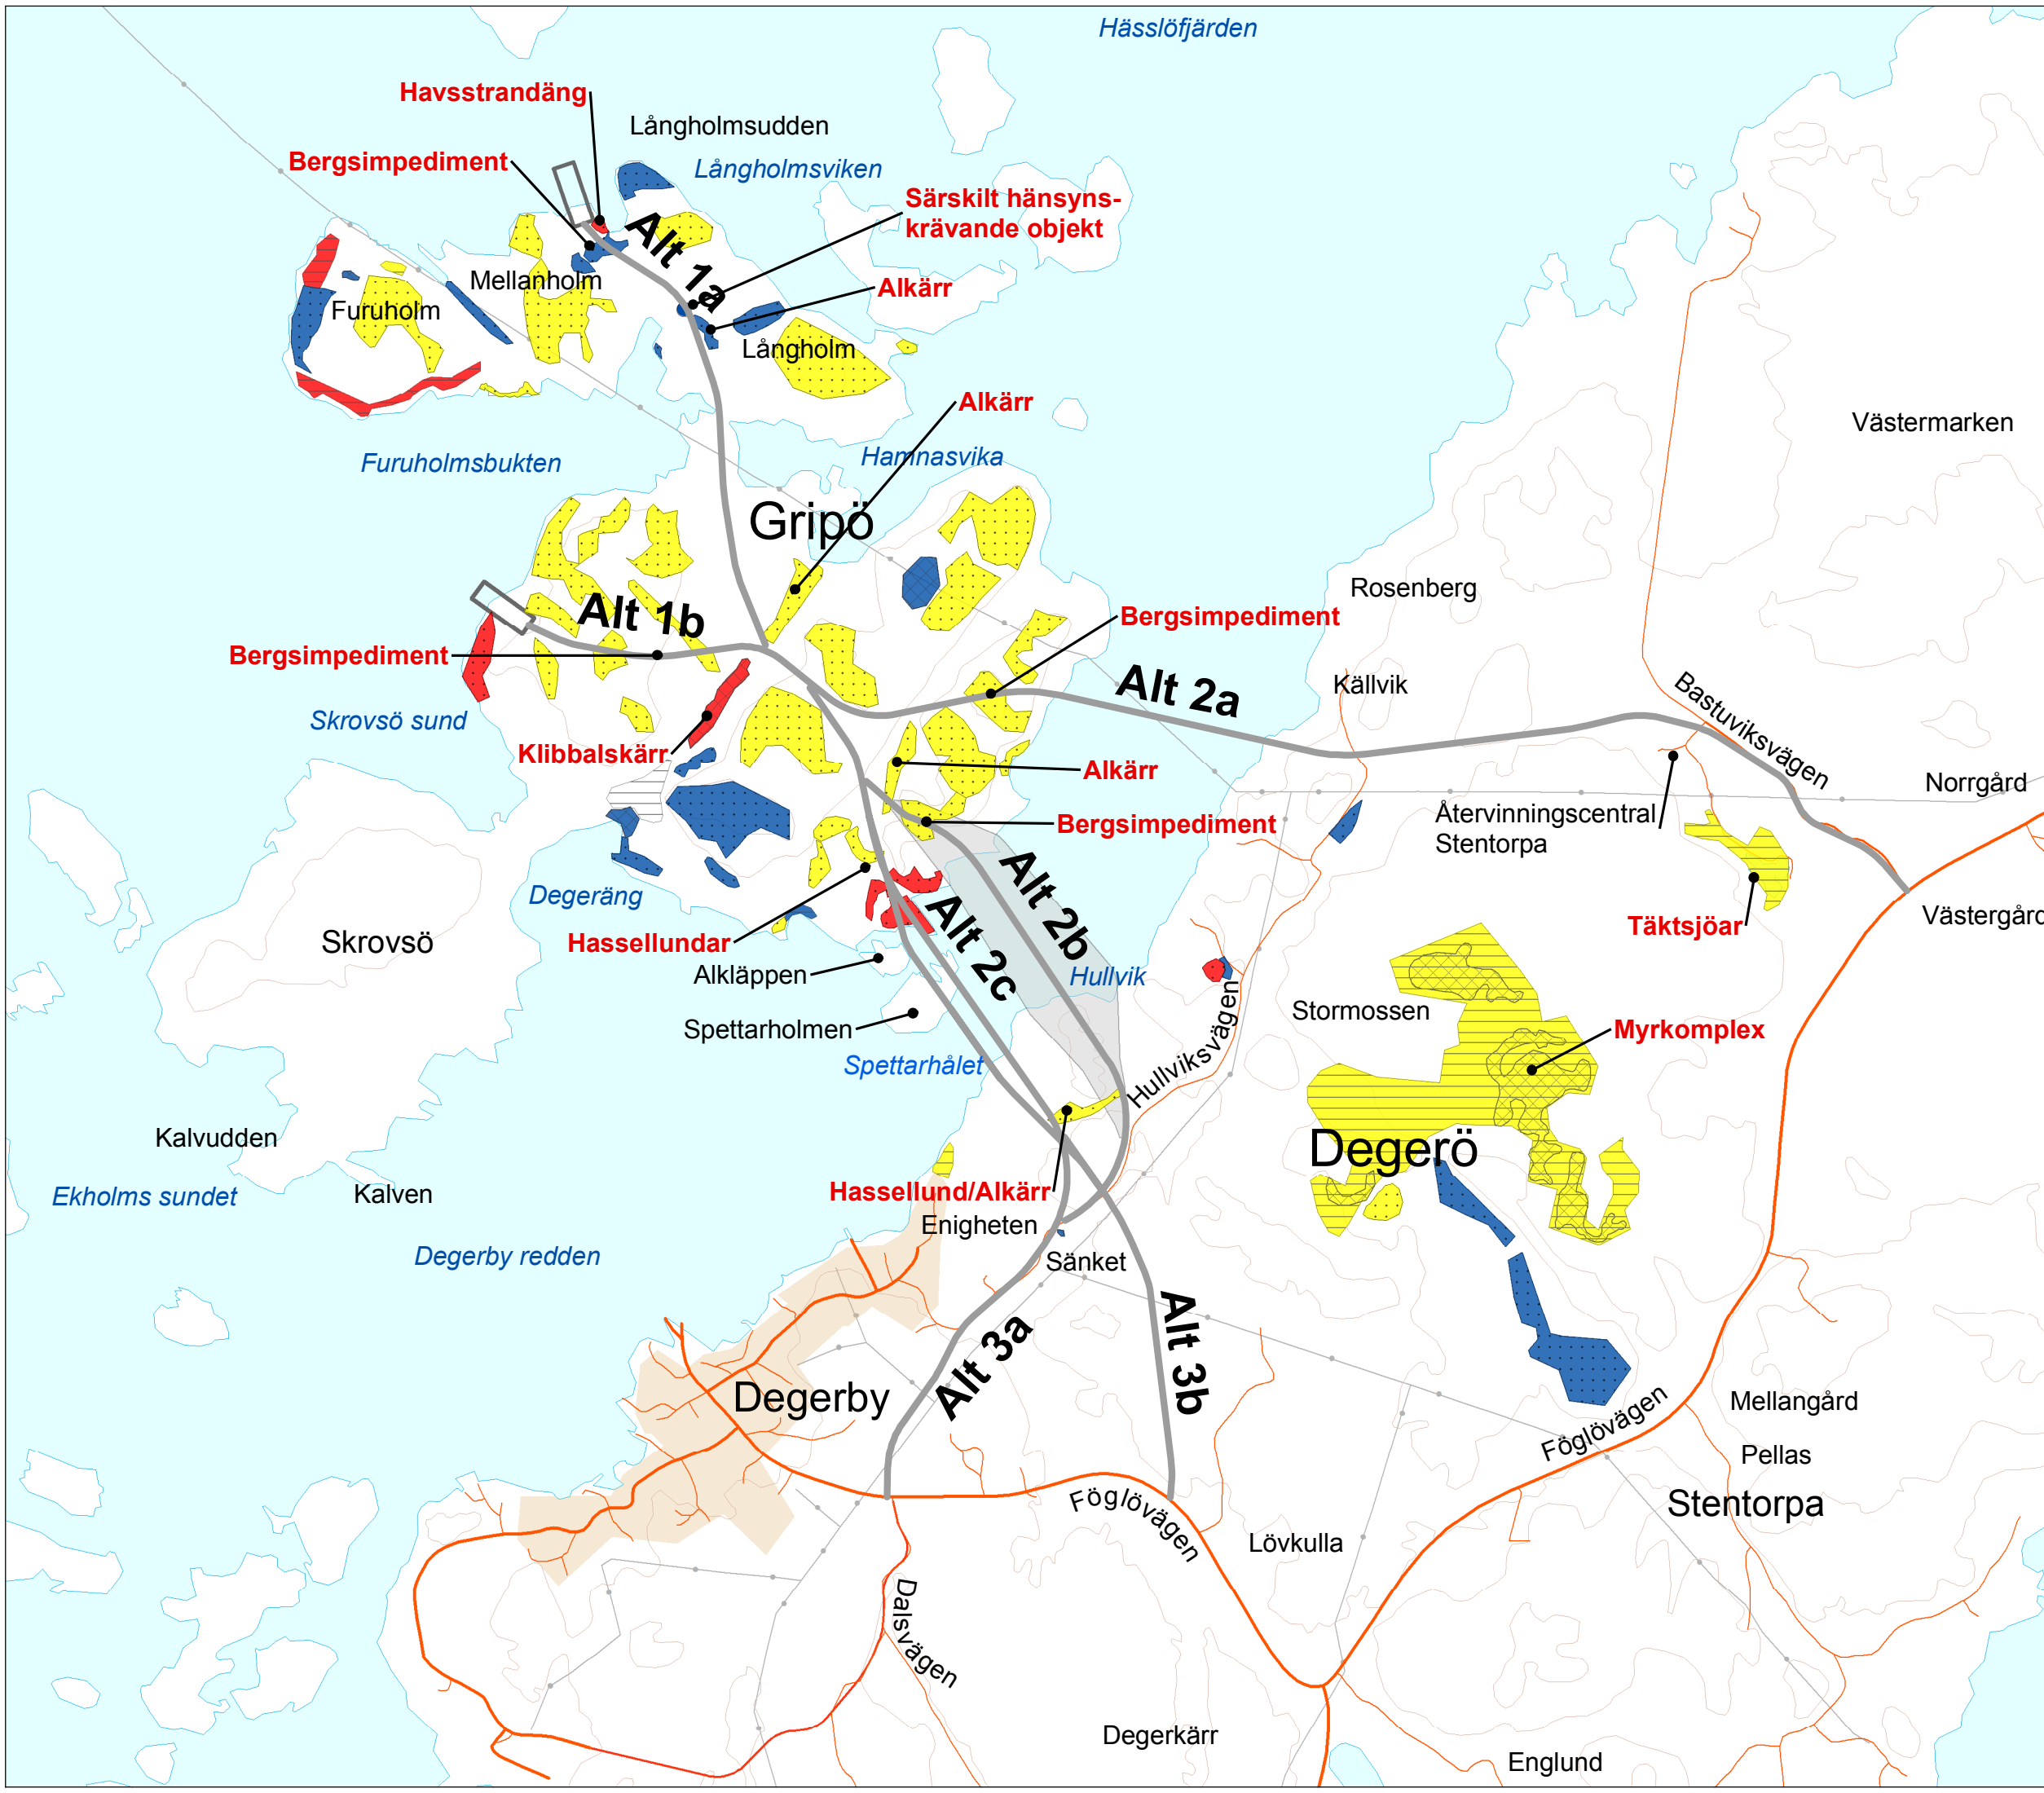 Hässlöfjärden
Havsstrandäng
Långholmsudden
Bergsimpediment
Långholmsviken
Särskilt hänsyns-
krävande objekt
Alt 1a
Mellanholm
Alkärr
Furuholm
Långholm
Alkärr
Västermarken
Furuholmsbukten
Hamnasvika
Gripö
Rosenberg
Alt 1b
Bergsimpediment
Bergsimpediment
Alt 2a
Källvik
Bastuviksvägen
Skrovsö sund
Klibbalskärr
Alkärr
Norrgård
Återvinningscentral
Stentorpa
Bergsimpediment
Alt 2b
Degeräng
Täktsjöar
Västergård
Skrovsö
Hassellundar
Alt 2c
Alkläppen
Hullvik
Stormossen
Spettarholmen
Myrkomplex
Hullviksvägen
Spettarhålet
Kalvudden
Degerö
Ekholms sundet
Kalven
Hassellund/Alkärr
Enigheten
Degerby redden
Sänket
Alt 3a
Alt 3b
Degerby
Mellangård
Föglövägen
Pellas
Föglövägen
Stentorpa
Lövkulla
Dalsvägen
Degerkärr
Englund